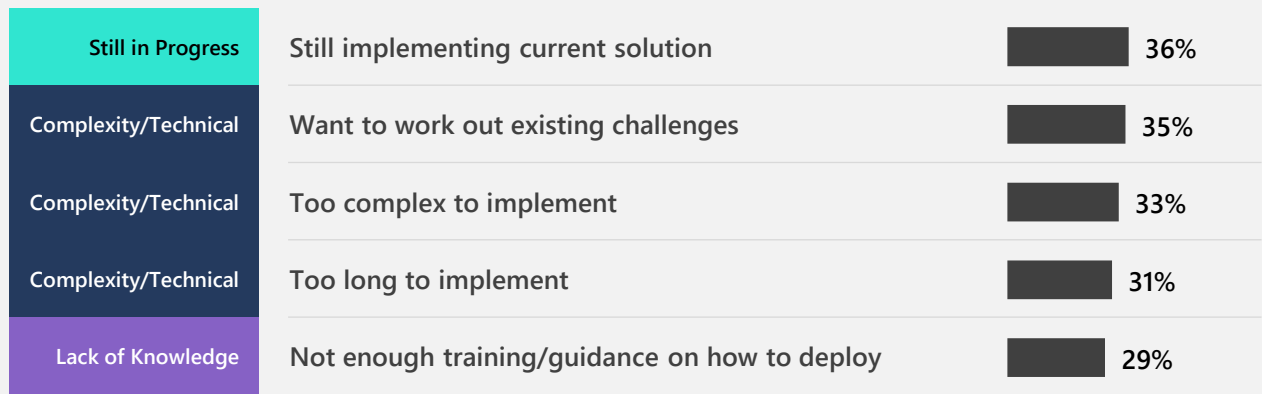 Still in Progress Still implementing current solution 36%
Complexity/Technical Want to work out existing challenges 35%
Complexity/Technical Too complex to implement 33%
Complexity/Technical Too long to implement 31%
Lack of Knowledge Not enough training/guidance on how to deploy 29%